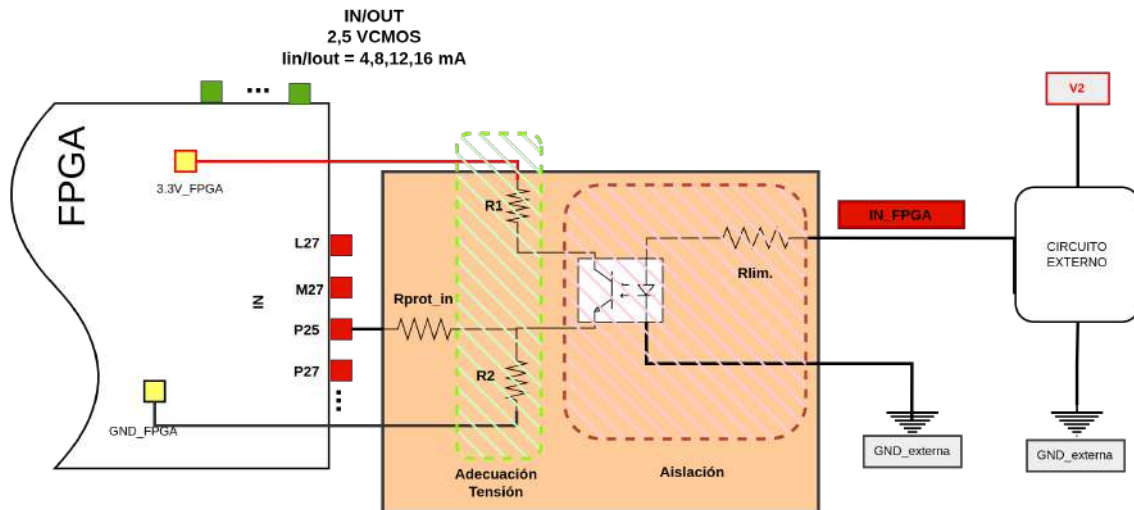 IN/OUT
2,5 VCMOS
Iin/Iout = 4,8,12,16 mA
...
V2
FPGA
3.3V_FPGA
R1
IN_FPGA
L27
CIRCUITO
EXTERNO
Rlim.
M27
IN
Rprot_in
P25
P27
R2
...
GND_FPGA
GND_externa
GND_externa
Adecuación
Tensión
Aislación